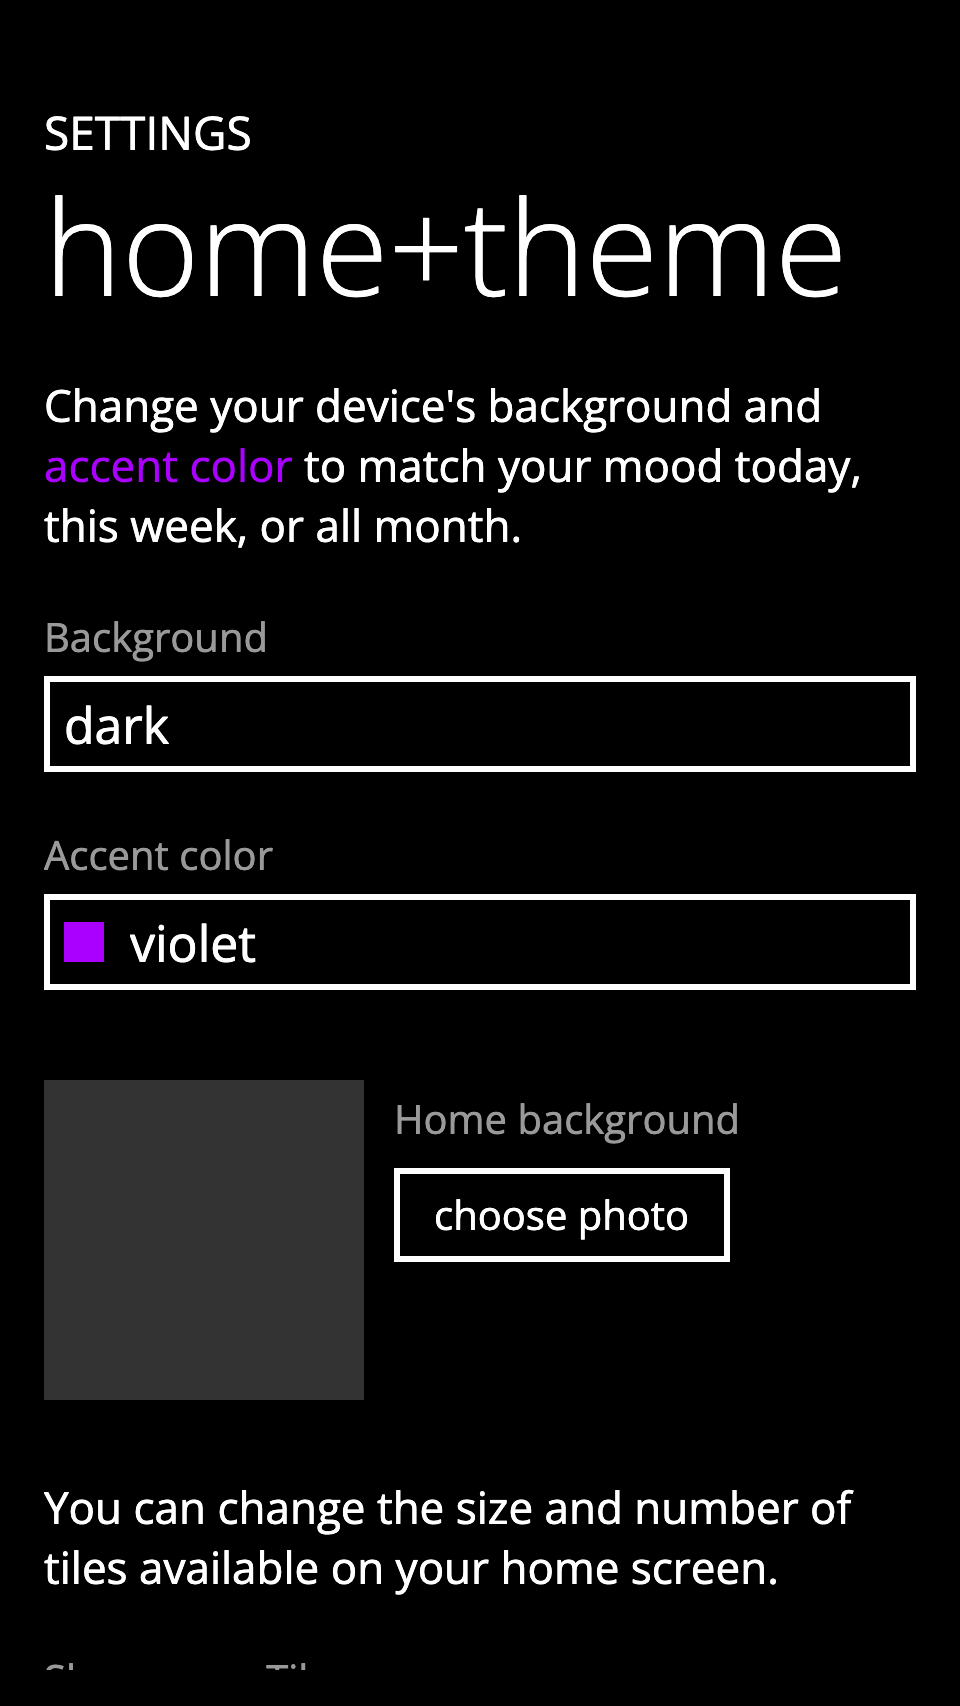 SETTINGS
home+theme
Change your device's background and
accent color to match your mood today,
this week, or all month.
Background
dark
Accent color
violet
Home background
choose photo
You can change the size and number of
tiles available on your home screen.